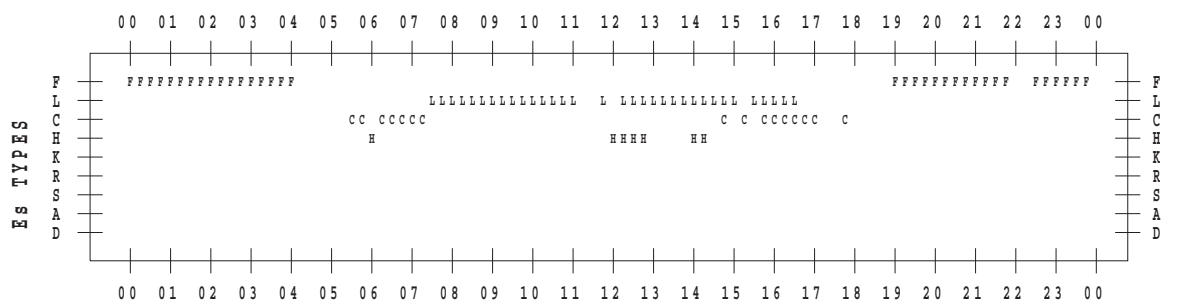 00 01 02 03 04 05 06 07 08 09 10 11 12 13 14 15 16 17 18 19 20 21 22 23 00
F FFFFFFFFFFFFFFFFF FFFFFFFFFFFF FFFFFF F
L LLLLLLLLLLLLLLL L LLLLLLLLLLLL LLLLL L
C CC CCCCC C C CCCCCC C C
H H HHHH HH H
K K
R R
S S
A A
D D
Es TYPES
00 01 02 03 04 05 06 07 08 09 10 11 12 13 14 15 16 17 18 19 20 21 22 23 00